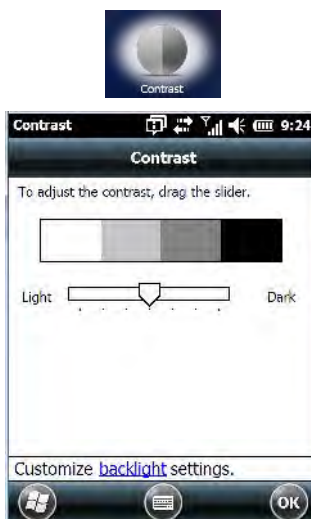 Contrast
Contrast 9:24
Contrast
To adjust the contrast, drag the slider.
Light Dark
Customize backlight settings.
OK